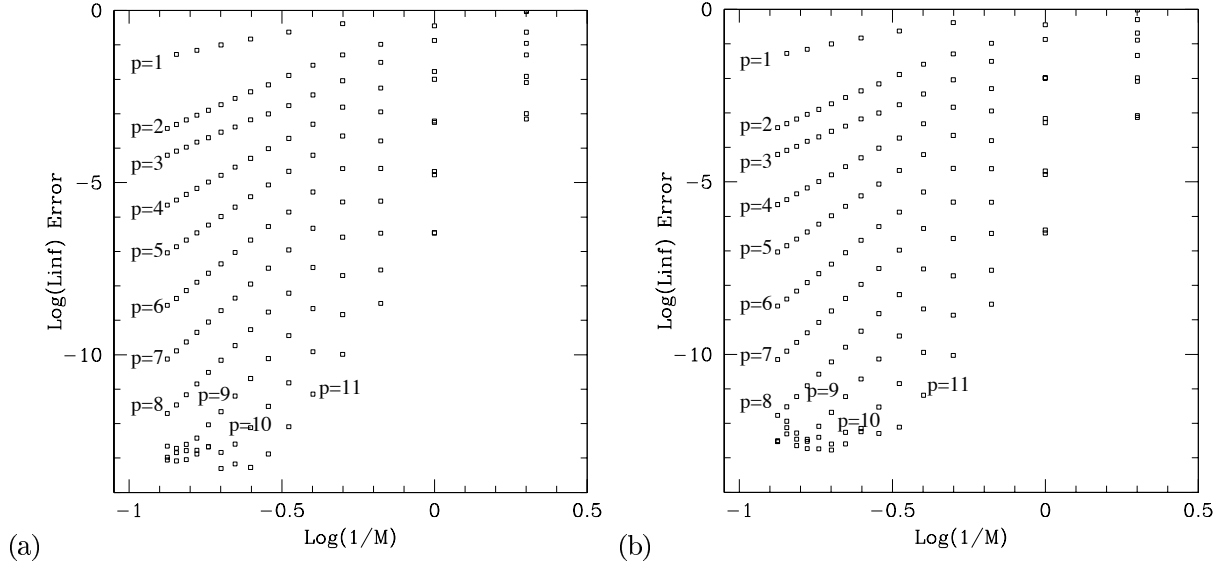 0
−5
−10
Log(Linf) Error
p=1
p=2
p=3
p=4
p=5
p=6
p=7
p=8
p=9
p=10
p=11
−1
−0.5
0
0.5
Log(1/M)
(a)
0
−5
−10
Log(Linf) Error
p=1
p=2
p=3
p=4
p=5
p=6
p=7
p=8
p=9
p=10
p=11
−1
−0.5
0
0.5
Log(1/M)
(b)